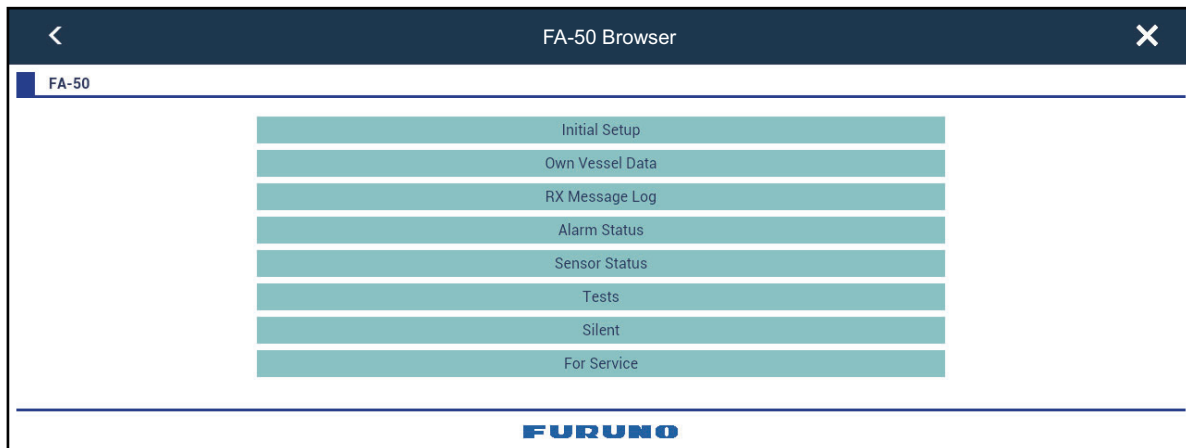 FA-50 Browser
FA-50
Initial Setup
Own Vessel Data
RX Message Log
Alarm Status
Sensor Status
Tests
Silent
For Service
FURUNO